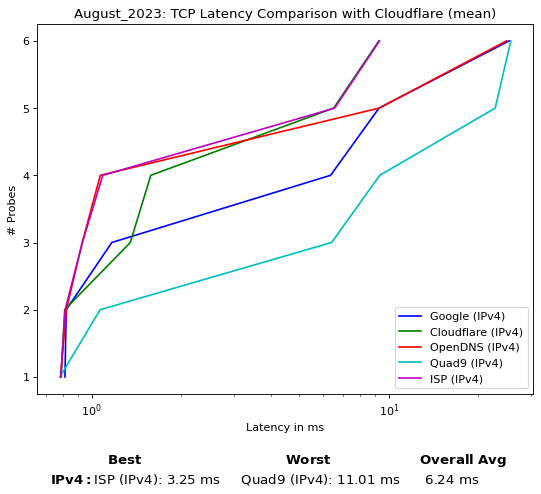 August_2023: TCP Latency Comparison with Cloudflare (mean)
6
5
4
3
2
1
# Probes
10⁰
10¹
Latency in ms
Google (IPv4)
Cloudflare (IPv4)
OpenDNS (IPv4)
Quad9 (IPv4)
ISP (IPv4)
Best Worst Overall Avg
IPv4: ISP (IPv4): 3.25 ms Quad9 (IPv4): 11.01 ms 6.24 ms